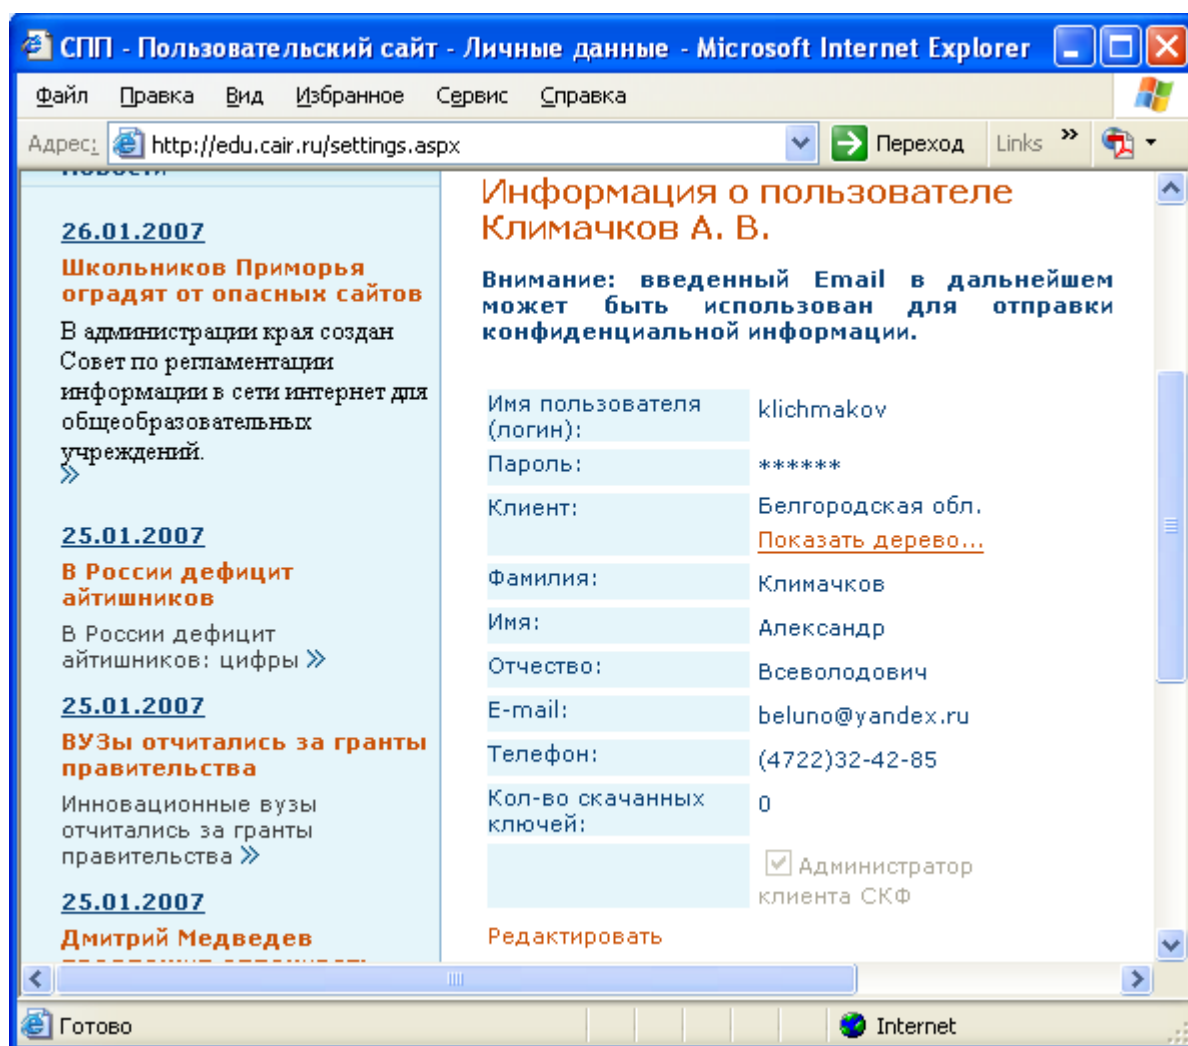 СПП - Пользовательский сайт - Личные данные - Microsoft Internet Explorer
Файл Правка Вид Избранное Сервис Справка
Адрес: http://edu.cair.ru/settings.aspx Переход Links »
Новости
26.01.2007
Школьников Приморья
оградят от опасных сайтов
В администрации края создан
Совет по регламентации
информации в сети интернет для
общеобразовательных
учреждений.
»
25.01.2007
В России дефицит
айтишников
В России дефицит
айтишников: цифры »
25.01.2007
ВУЗы отчитались за гранты
правительства
Инновационные вузы
отчитались за гранты
правительства »
25.01.2007
Дмитрий Медведев
Информация о пользователе
Климачков А. В.
Внимание: введенный Email в дальнейшем
может быть использован для отправки
конфиденциальной информации.
Имя пользователя
(логин):
klichmakov
Пароль: ******
Клиент: Белгородская обл.
Показать дерево...
Фамилия: Климачков
Имя: Александр
Отчество: Всеволодович
E-mail: beluno@yandex.ru
Телефон: (4722)32-42-85
Кол-во скачанных
ключей:
0
Администратор
клиента СКФ
Редактировать
Готово Internet